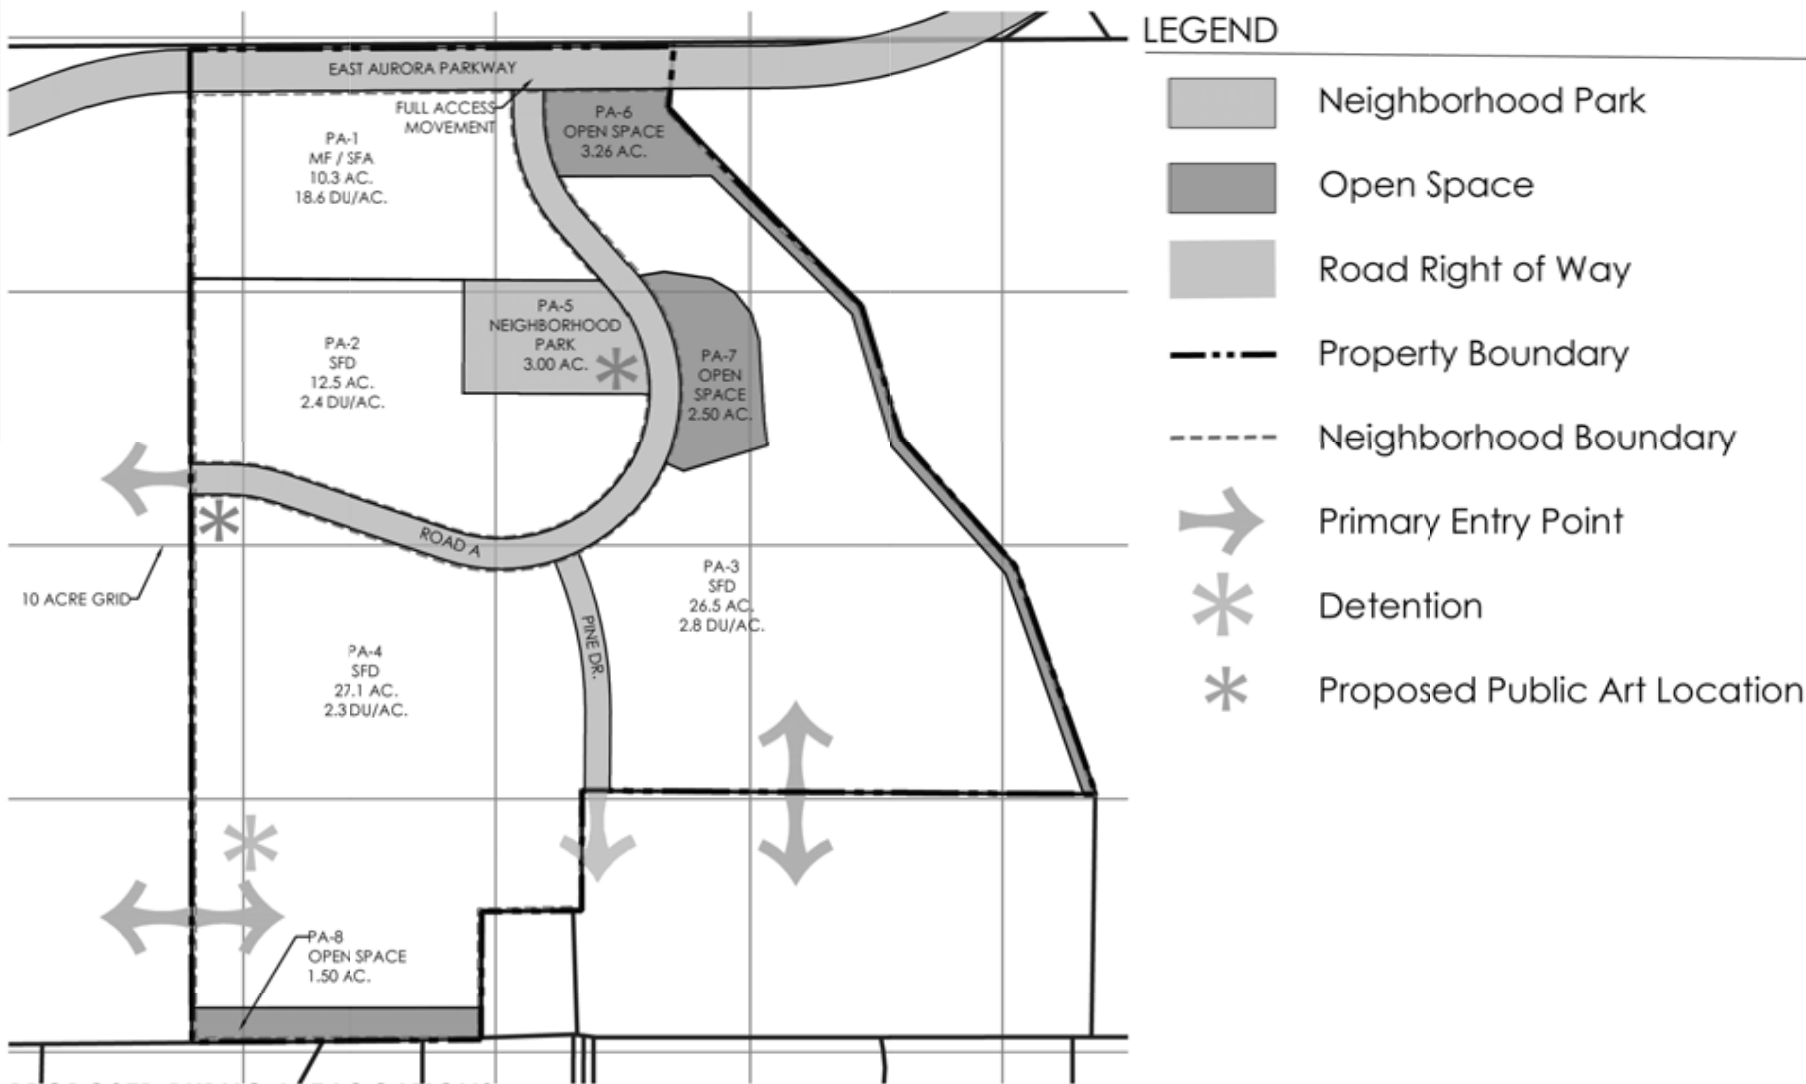 LEGEND
EAST AURORA PARKWAY
FULL ACCESS
MOVEMENT
PA-1
MF / SFA
10.3 AC.
18.6 DU/AC.
PA-6
OPEN SPACE
3.26 A.C.
PA-5
NEIGHBORHOOD
PARK
3.00 AC.
PA-2
SFD
12.5 AC.
2.4 DU/AC.
PA-7
OPEN
SPACE
2.50 AC.
ROAD A
10 ACRE GRID
PA-3
SFD
26.5 AC.
2.8 DU/AC.
PINE DR.
PA-4
SFD
27.1 AC.
2.3 DU/AC.
PA-8
OPEN SPACE
1.50 AC.
Neighborhood Park
Open Space
Road Right of Way
Property Boundary
Neighborhood Boundary
Primary Entry Point
Detention
Proposed Public Art Location